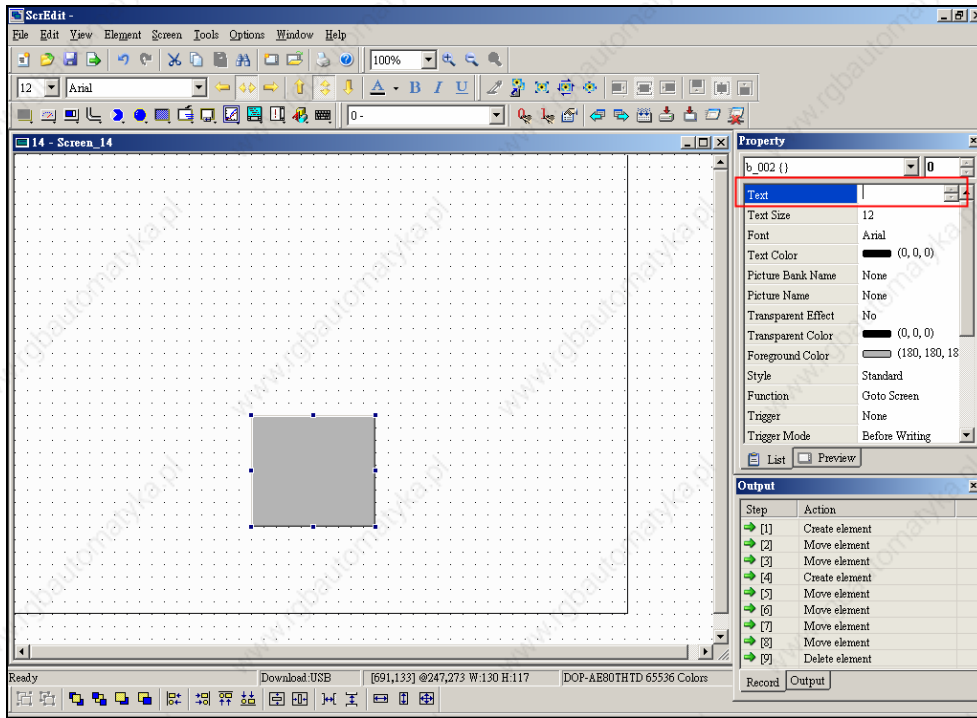 ScrEdit -
File Edit View Element Screen Tools Options Window Help
100%
12 Arial A B I U
0 -
14 - Screen_14
Property
b_002 {} 0
Text
Text Size 12
Font Arial
Text Color (0, 0, 0)
Picture Bank Name None
Picture Name None
Transparent Effect No
Transparent Color (0, 0, 0)
Foreground Color (180, 180, 18
Style Standard
Function Goto Screen
Trigger None
Trigger Mode Before Writing
List Preview
Output
Step Action
[1] Create element
[2] Move element
[3] Move element
[4] Create element
[5] Move element
[6] Move element
[7] Move element
[8] Move element
[9] Delete element
Record Output
Ready Download:USB [691,133] @247,273 W:130 H:117 DOP-AE80THTD 65536 Colors
www.rgbautomatyka.pl